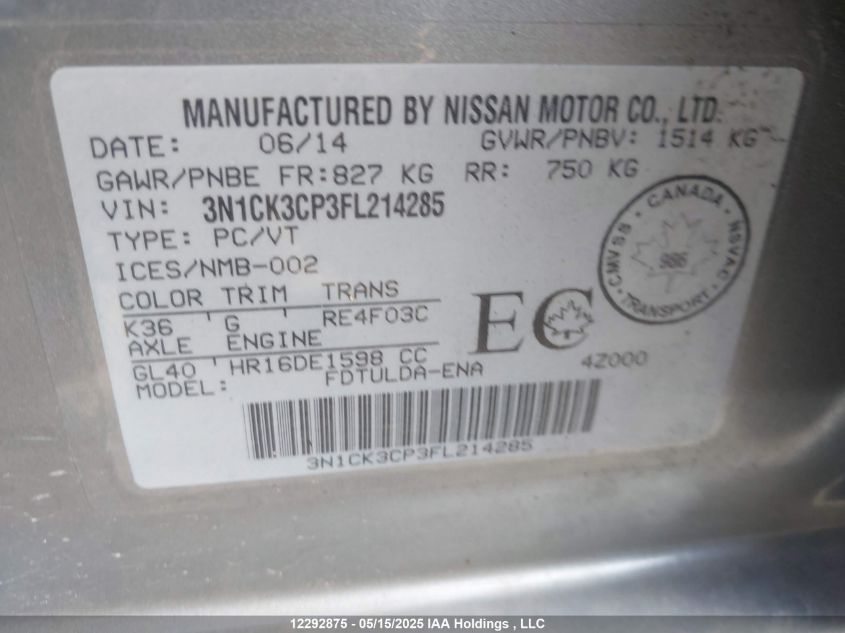 MANUFACTURED BY NISSAN MOTOR CO., LTD.
DATE: 06/14 GVWR/PNBV: 1514 KG
GAWR/PNBE FR:827 KG RR: 750 KG
VIN: 3N1CK3CP3FL214285
TYPE: PC/VT
ICES/NMB-002
COLOR TRIM TRANS
K36 G RE4F03C
AXLE ENGINE
GL40 HR16DE1598 CC
MODEL: FDTULDA-ENA
EC
4Z000
CANADA
CMVSS NSVAC
986
TRANSPORT
3N1CK3CP3FL214285
12292875 - 05/15/2025 IAA Holdings , LLC